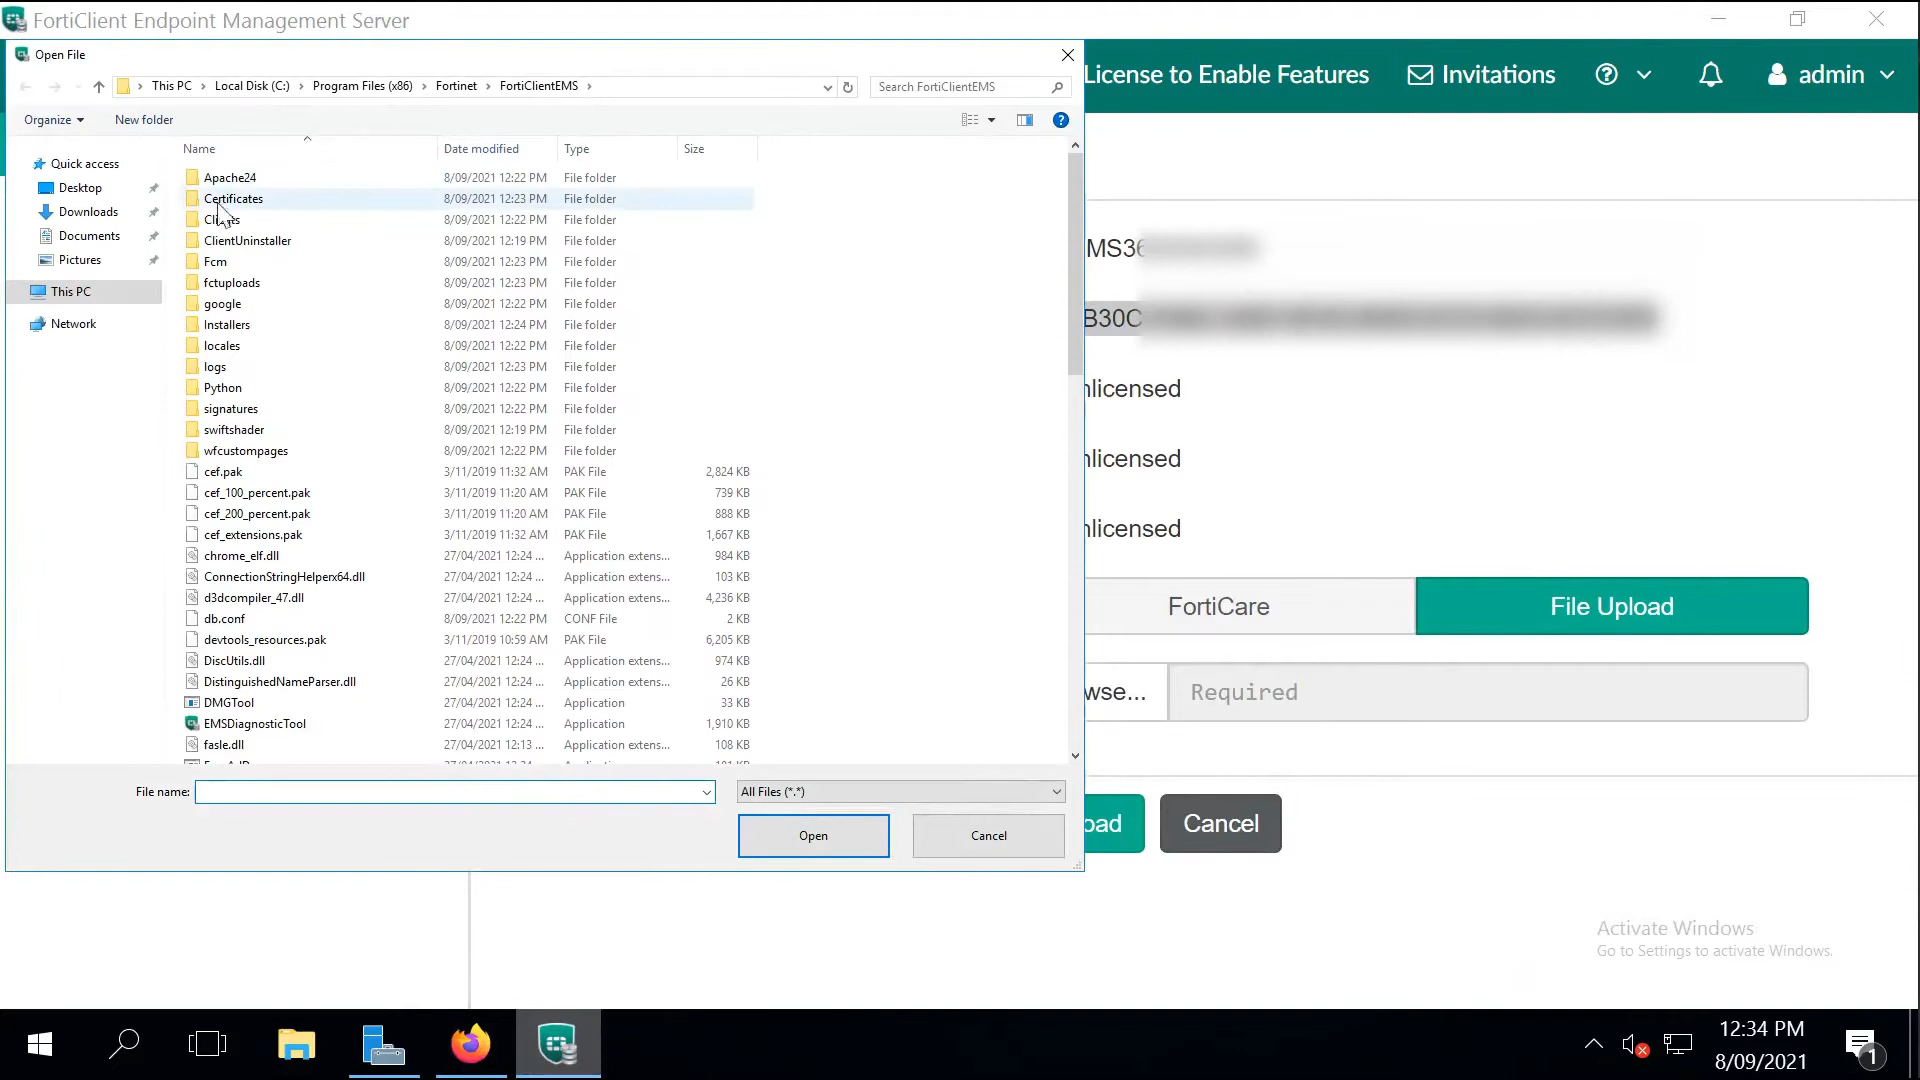 FortiClient Endpoint Management Server
Open File
This PC > Local Disk (C:) > Program Files (x86) > Fortinet > FortiClientEMS >
Search FortiClientEMS
License to Enable Features
Invitations
admin
Organize
New folder
Name
Date modified
Type
Size
Quick access
Desktop
Downloads
Documents
Pictures
This PC
Network
Apache24 8/09/2021 12:22 PM File folder
Certificates 8/09/2021 12:23 PM File folder
8/09/2021 12:22 PM File folder
ClientUninstaller 8/09/2021 12:19 PM File folder
Fcm 8/09/2021 12:23 PM File folder
fctuploads 8/09/2021 12:23 PM File folder
google 8/09/2021 12:22 PM File folder
Installers 8/09/2021 12:24 PM File folder
locales 8/09/2021 12:22 PM File folder
logs 8/09/2021 12:23 PM File folder
Python 8/09/2021 12:22 PM File folder
signatures 8/09/2021 12:22 PM File folder
swiftshader 8/09/2021 12:19 PM File folder
wfcustompages 8/09/2021 12:22 PM File folder
cef.pak 3/11/2019 11:32 AM PAK File 2,824 KB
cef_100_percent.pak 3/11/2019 11:20 AM PAK File 739 KB
cef_200_percent.pak 3/11/2019 11:20 AM PAK File 888 KB
cef_extensions.pak 3/11/2019 11:32 AM PAK File 1,667 KB
chrome_elf.dll 27/04/2021 12:24 ... Application extens... 984 KB
ConnectionStringHelperx64.dll 27/04/2021 12:24 ... Application extens... 103 KB
d3dcompiler_47.dll 27/04/2021 12:24 ... Application extens... 4,236 KB
db.conf 8/09/2021 12:22 PM CONF File 2 KB
devtools_resources.pak 3/11/2019 10:59 AM PAK File 6,205 KB
DiscUtils.dll 27/04/2021 12:24 ... Application extens... 974 KB
DistinguishedNameParser.dll 27/04/2021 12:24 ... Application extens... 26 KB
DMGTool 27/04/2021 12:24 ... Application 33 KB
EMSDiagnosticTool 27/04/2021 12:24 ... Application 1,910 KB
fasle.dll 27/04/2021 12:13 ... Application extens... 108 KB
File name:
All Files (*.*)
Open
Cancel
MS36
B30C
nlicensed
nlicensed
nlicensed
FortiCare
File Upload
wse...
Required
oad
Cancel
Activate Windows
Go to Settings to activate Windows.
12:34 PM
8/09/2021
1